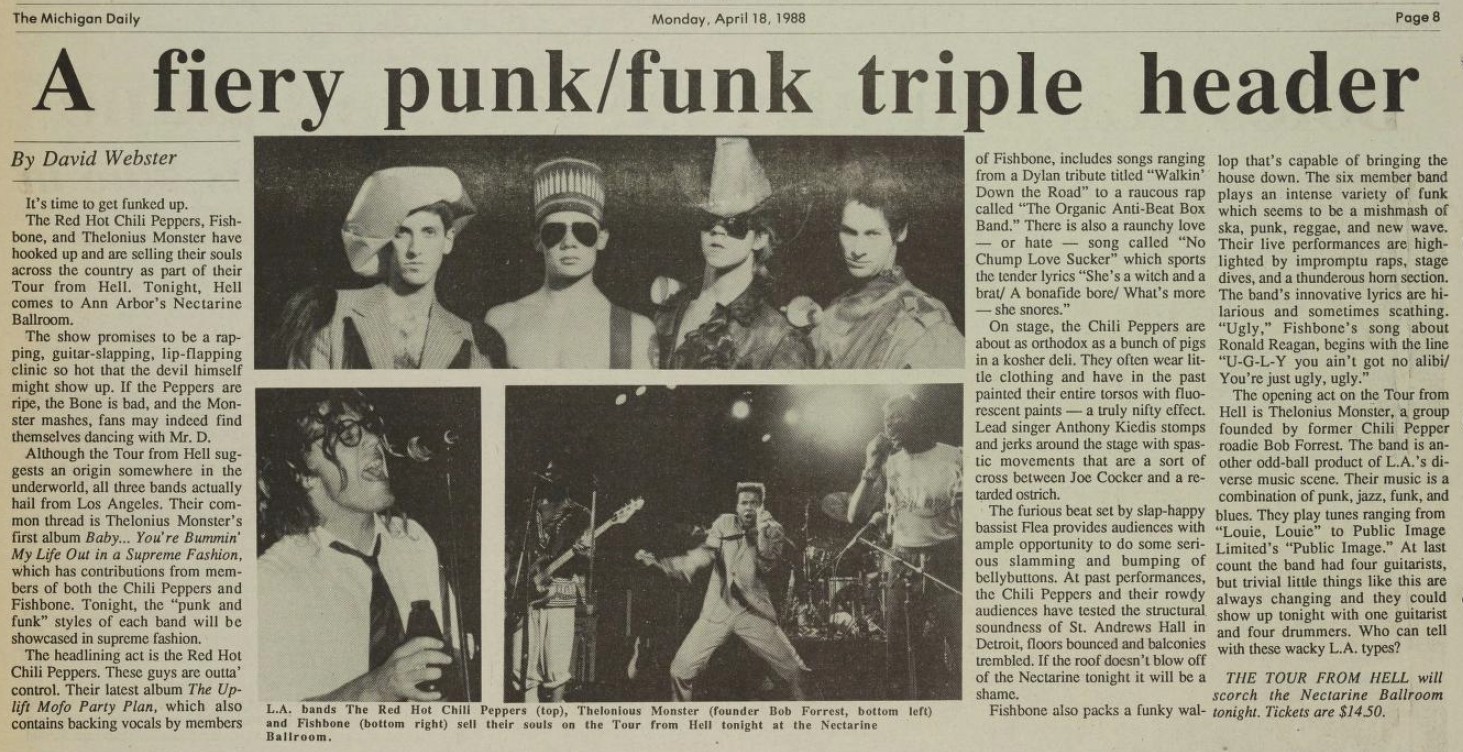 The Michigan Daily
Monday, April 18, 1988
Page 8
A fiery punk/funk triple header
By David Webster
It's time to get funked up.
The Red Hot Chili Peppers, Fish-
bone, and Thelonius Monster have
hooked up and are selling their souls
across the country as part of their
Tour from Hell. Tonight, Hell
comes to Ann Arbor's Nectarine
Ballroom.
The show promises to be a rap-
ping, guitar-slapping, lip-flapping
clinic so hot that the devil himself
might show up. If the Peppers are
ripe, the Bone is bad, and the Mon-
ster mashes, fans may indeed find
themselves dancing with Mr. D.
Although the Tour from Hell sug-
gests an origin somewhere in the
underworld, all three bands actually
hail from Los Angeles. Their com-
mon thread is Thelonius Monster's
first album Baby... You're Bummin'
My Life Out in a Supreme Fashion,
which has contributions from mem-
bers of both the Chili Peppers and
Fishbone. Tonight, the "punk and
funk" styles of each band will be
showcased in supreme fashion.
The headlining act is the Red Hot
Chili Peppers. These guys are outta'
control. Their latest album The Up-
lift Mofo Party Plan, which also
contains backing vocals by members
L.A. bands The Red Hot Chili Peppers (top), Thelonious Monster (founder Bob Forrest, bottom left)
and Fishbone (bottom right) sell their souls on the Tour from Hell tonight at the Nectarine
Ballroom.
of Fishbone, includes songs ranging
from a Dylan tribute titled "Walkin'
Down the Road" to a raucous rap
called "The Organic Anti-Beat Box
Band." There is also a raunchy love
— or hate — song called "No
Chump Love Sucker" which sports
the tender lyrics "She's a witch and a
brat/ A bonafide bore/ What's more
— she snores."
On stage, the Chili Peppers are
about as orthodox as a bunch of pigs
in a kosher deli. They often wear lit-
tle clothing and have in the past
painted their entire torsos with fluo-
rescent paints — a truly nifty effect.
Lead singer Anthony Kiedis stomps
and jerks around the stage with spas-
tic movements that are a sort of
cross between Joe Cocker and a re-
tarded ostrich.
The furious beat set by slap-happy
bassist Flea provides audiences with
ample opportunity to do some seri-
ous slamming and bumping of
bellybuttons. At past performances,
the Chili Peppers and their rowdy
audiences have tested the structural
soundness of St. Andrews Hall in
Detroit, floors bounced and balconies
trembled. If the roof doesn't blow off
of the Nectarine tonight it will be a
shame.
Fishbone also packs a funky wal-
lop that's capable of bringing the
house down. The six member band
plays an intense variety of funk
which seems to be a mishmash of
ska, punk, reggae, and new wave.
Their live performances are high-
lighted by impromptu raps, stage
dives, and a thunderous horn section.
The band's innovative lyrics are hi-
larious and sometimes scathing.
"Ugly," Fishbone's song about
Ronald Reagan, begins with the line
"U-G-L-Y you ain't got no alibi/
You're just ugly, ugly."
The opening act on the Tour from
Hell is Thelonius Monster, a group
founded by former Chili Pepper
roadie Bob Forrest. The band is an-
other odd-ball product of L.A.'s di-
verse music scene. Their music is a
combination of punk, jazz, funk, and
blues. They play tunes ranging from
"Louie, Louie" to Public Image
Limited's "Public Image." At last
count the band had four guitarists,
but trivial little things like this are
always changing and they could
show up tonight with one guitarist
and four drummers. Who can tell
with these wacky L.A. types?
THE TOUR FROM HELL will
scorch the Nectarine Ballroom
tonight. Tickets are $14.50.